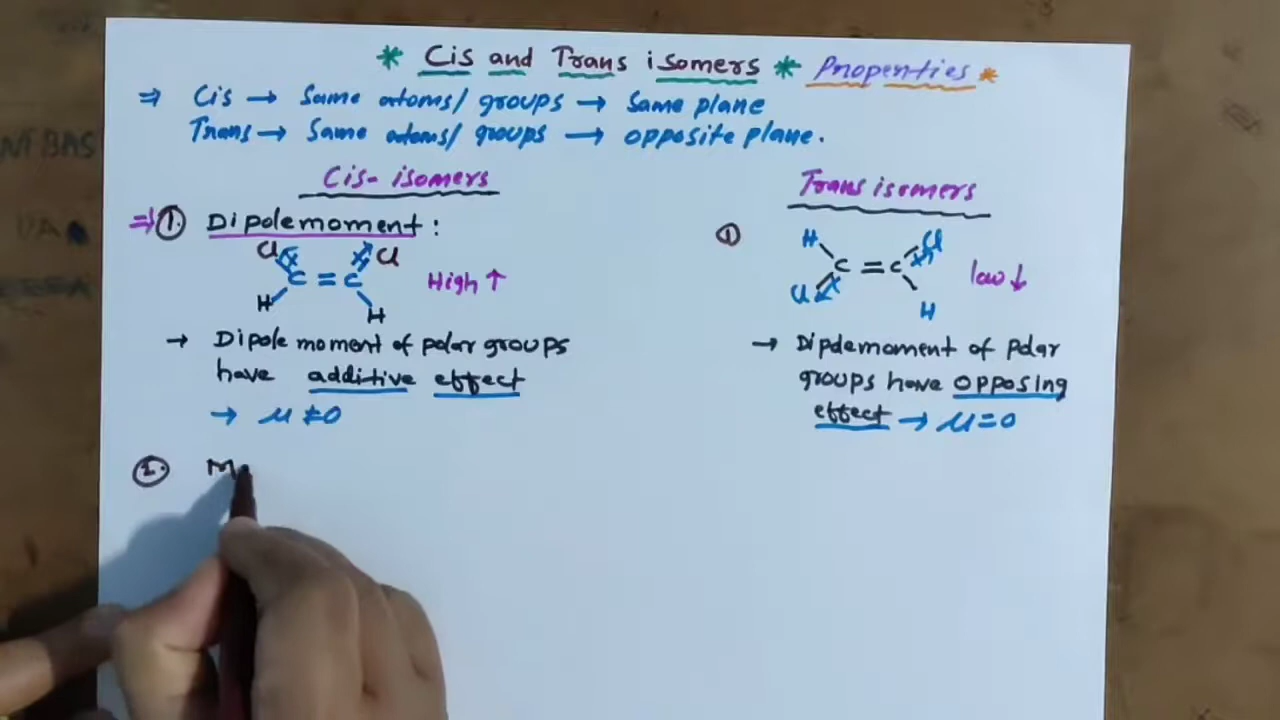 * Cis and Trans isomers * Properties *
⇒ Cis → Same atoms/ groups → Same plane
Trans → Same atoms/ groups → opposite plane.
Cis- isomers
⇒ 1. Dipolemoment :
Cl Cl
C = C
H H
High ↑
→ Dipole moment of polar groups
have additive effect
→ μ ≠ 0
2. Me
Trans isomers
1
H Cl
C = C
Cl H
low ↓
→ Dipolemoment of polar
groups have opposing
effect → μ = 0